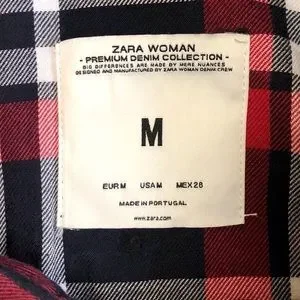 ZARA WOMAN
- PREMIUM DENIM COLLECTION -
BIG DIFFERENCES ARE MADE BY MERE NUANCES
DESIGNED AND MANUFACTURED BY ZARA WOMAN DENIM CREW
M
EUR M USA M MEX 28
MADE IN PORTUGAL
www.zara.com